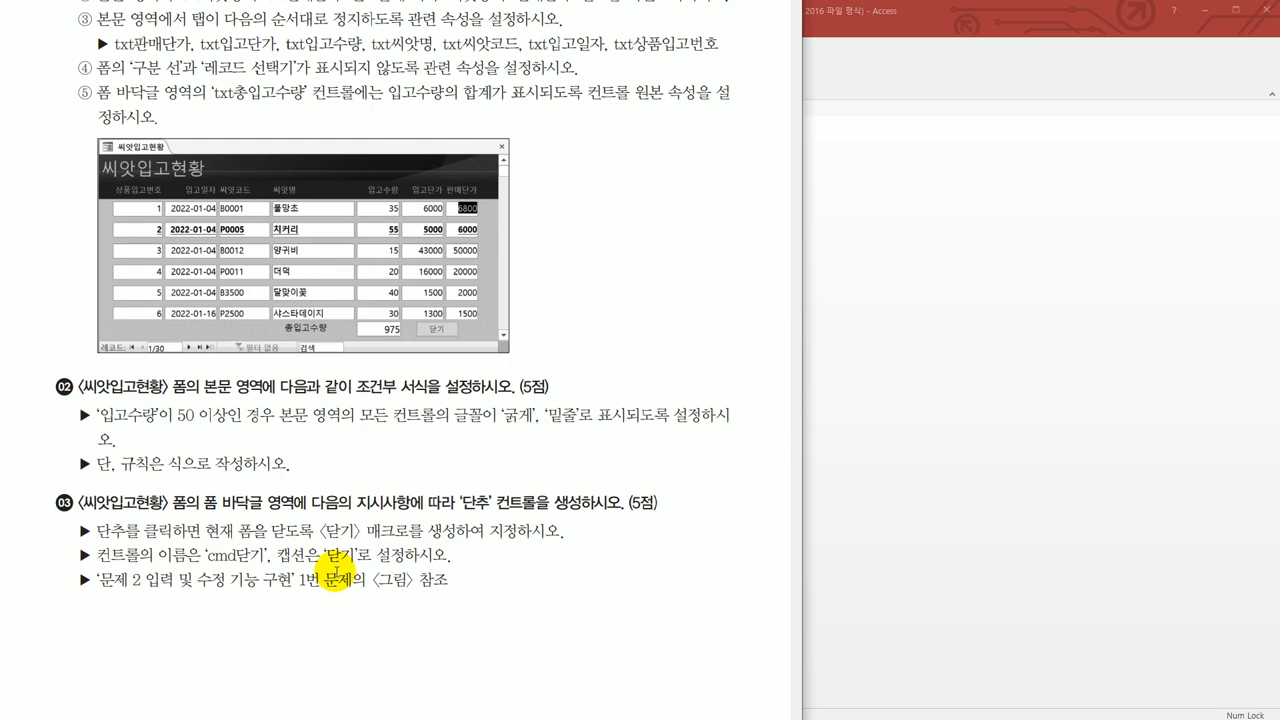 2016 파일 형식) - Access
③ 본문 영역에서 탭이 다음의 순서대로 정지하도록 관련 속성을 설정하시오.
▶ txt판매단가, txt입고단가, txt입고수량, txt씨앗명, txt씨앗코드, txt입고일자, txt상품입고번호
④ 폼의 ‘구분 선’과 ‘레코드 선택기’가 표시되지 않도록 관련 속성을 설정하시오.
⑤ 폼 바닥글 영역의 ‘txt총입고수량’ 컨트롤에는 입고수량의 합계가 표시되도록 컨트롤 원본 속성을 설
정하시오.
씨앗입고현황
씨앗입고현황
상품입고번호 입고일자 씨앗코드 씨앗명 입고수량 입고단가 판매단가
1 2022-01-04 B0001 물망초 35 6000 6800
2 2022-01-04 P0005 치커리 55 5000 6000
3 2022-01-04 B0012 양귀비 15 43000 50000
4 2022-01-04 P0011 더덕 20 16000 20000
5 2022-01-04 B3500 달맞이꽃 40 1500 2000
6 2022-01-16 P2500 샤스타데이지 30 1300 1500
총입고수량 975 닫기
레코드: 1/30 필터 없음 검색
02 〈씨앗입고현황〉 폼의 본문 영역에 다음과 같이 조건부 서식을 설정하시오. (5점)
▶ ‘입고수량’이 50 이상인 경우 본문 영역의 모든 컨트롤의 글꼴이 ‘굵게’, ‘밑줄’로 표시되도록 설정하시
오.
▶ 단, 규칙은 식으로 작성하시오.
03 〈씨앗입고현황〉 폼의 폼 바닥글 영역에 다음의 지시사항에 따라 ‘단추’ 컨트롤을 생성하시오. (5점)
▶ 단추를 클릭하면 현재 폼을 닫도록 〈닫기〉 매크로를 생성하여 지정하시오.
▶ 컨트롤의 이름은 ‘cmd닫기’, 캡션은 ‘닫기’로 설정하시오.
▶ ‘문제 2 입력 및 수정 기능 구현’ 1번 문제의 〈그림〉 참조
Num Lock